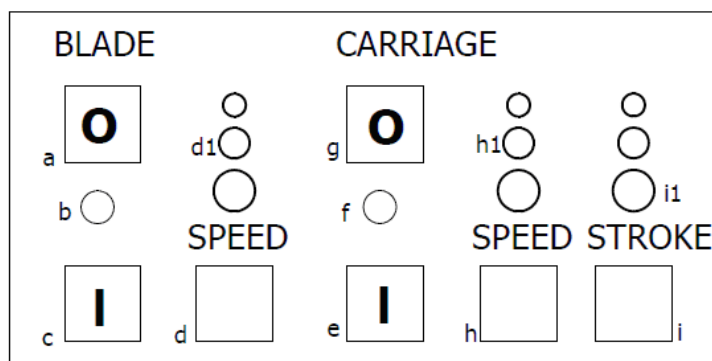 BLADE CARRIAGE
O O
a d1 g h1
b f i1
SPEED SPEED STROKE
I I
c d e h i